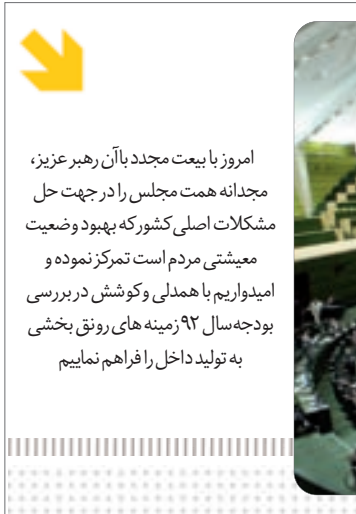 امروز با بیعت مجدد باآن رهبر عزیز،
مجدانه همت مجلس را در جهت حل
مشکلات اصلی کشور که بهبود وضعیت
معیشتی مردم است تمرکز نموده و
امیدواریم با همدلی و کوشش در بررسی
بودجه سال ۹۲ زمینه های رونق بخشی
به تولید داخل را فراهم نماییم